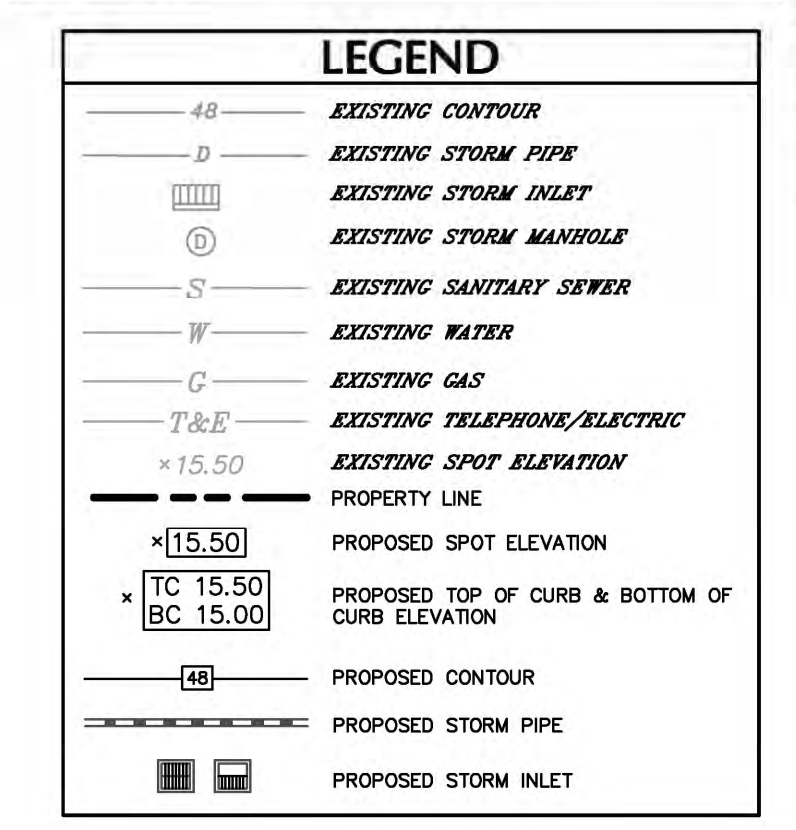 LEGEND
48 EXISTING CONTOUR
D EXISTING STORM PIPE
EXISTING STORM INLET
D EXISTING STORM MANHOLE
S EXISTING SANITARY SEWER
W EXISTING WATER
G EXISTING GAS
T&E EXISTING TELEPHONE/ELECTRIC
×15.50 EXISTING SPOT ELEVATION
PROPERTY LINE
×15.50 PROPOSED SPOT ELEVATION
× TC 15.50
BC 15.00
PROPOSED TOP OF CURB & BOTTOM OF
CURB ELEVATION
48 PROPOSED CONTOUR
PROPOSED STORM PIPE
PROPOSED STORM INLET